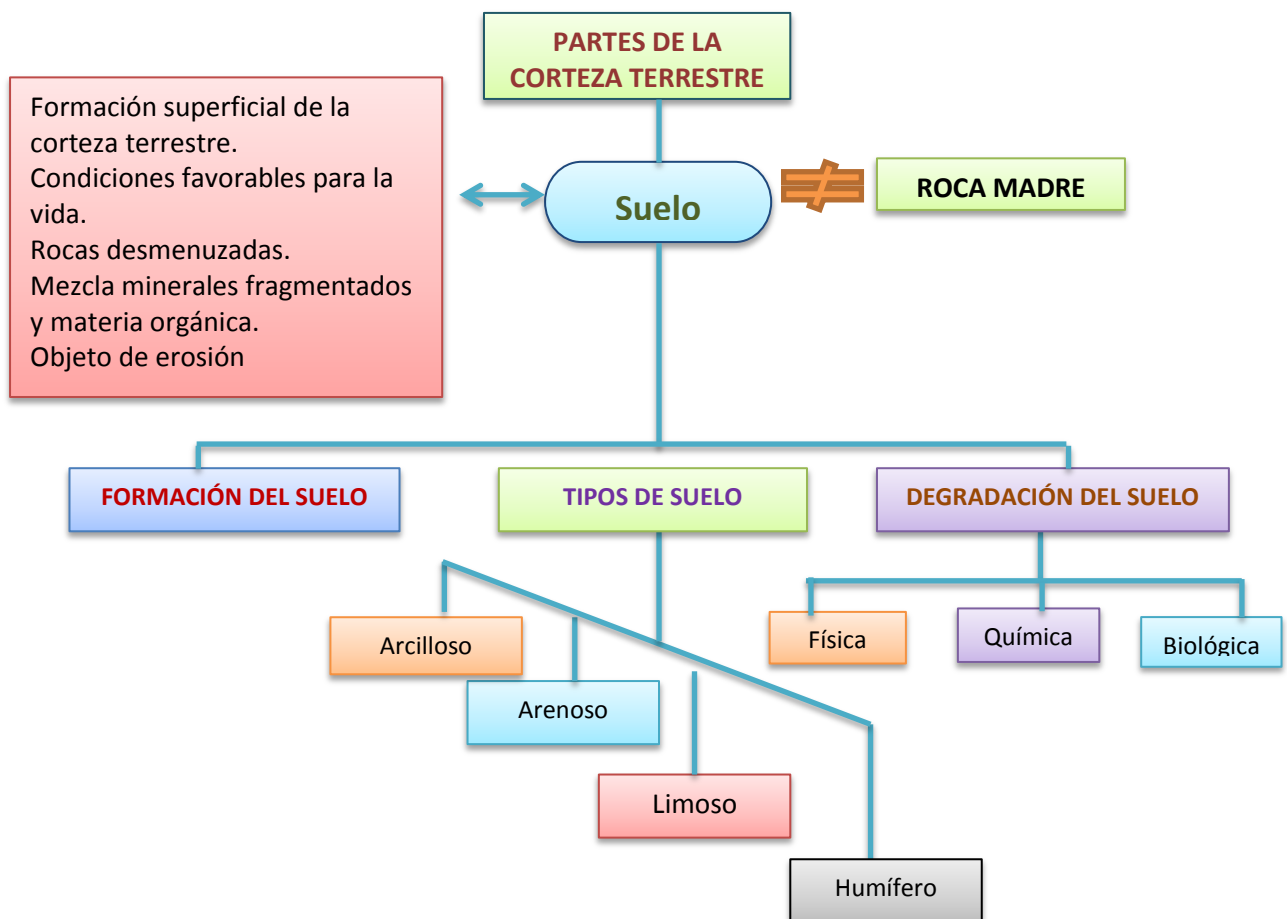 PARTES DE LA
CORTEZA TERRESTRE
Formación superficial de la
corteza terrestre.
Condiciones favorables para la
vida.
Rocas desmenuzadas.
Mezcla minerales fragmentados
y materia orgánica.
Objeto de erosión
Suelo
ROCA MADRE
FORMACIÓN DEL SUELO
TIPOS DE SUELO
DEGRADACIÓN DEL SUELO
Arcilloso
Arenoso
Limoso
Humífero
Física
Química
Biológica